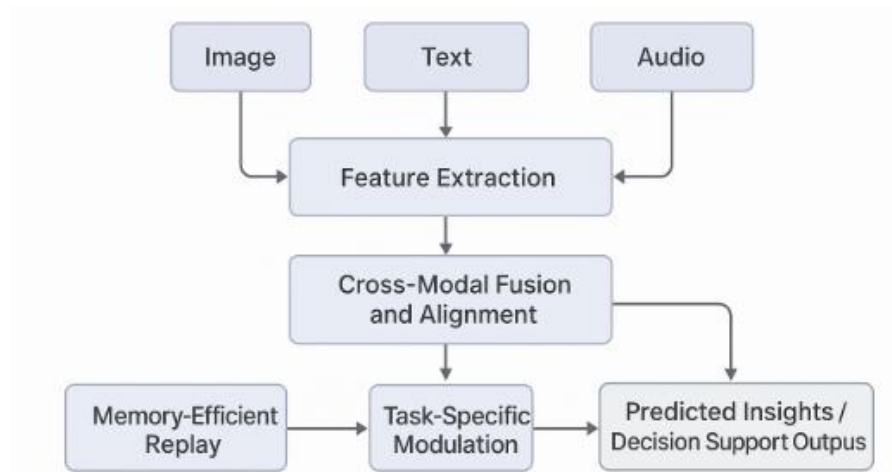 Image
Text
Audio
Feature Extraction
Cross-Modal Fusion
and Alignment
Memory-Efficient
Replay
Task-Specific
Modulation
Predicted Insights /
Decision Support Outpus